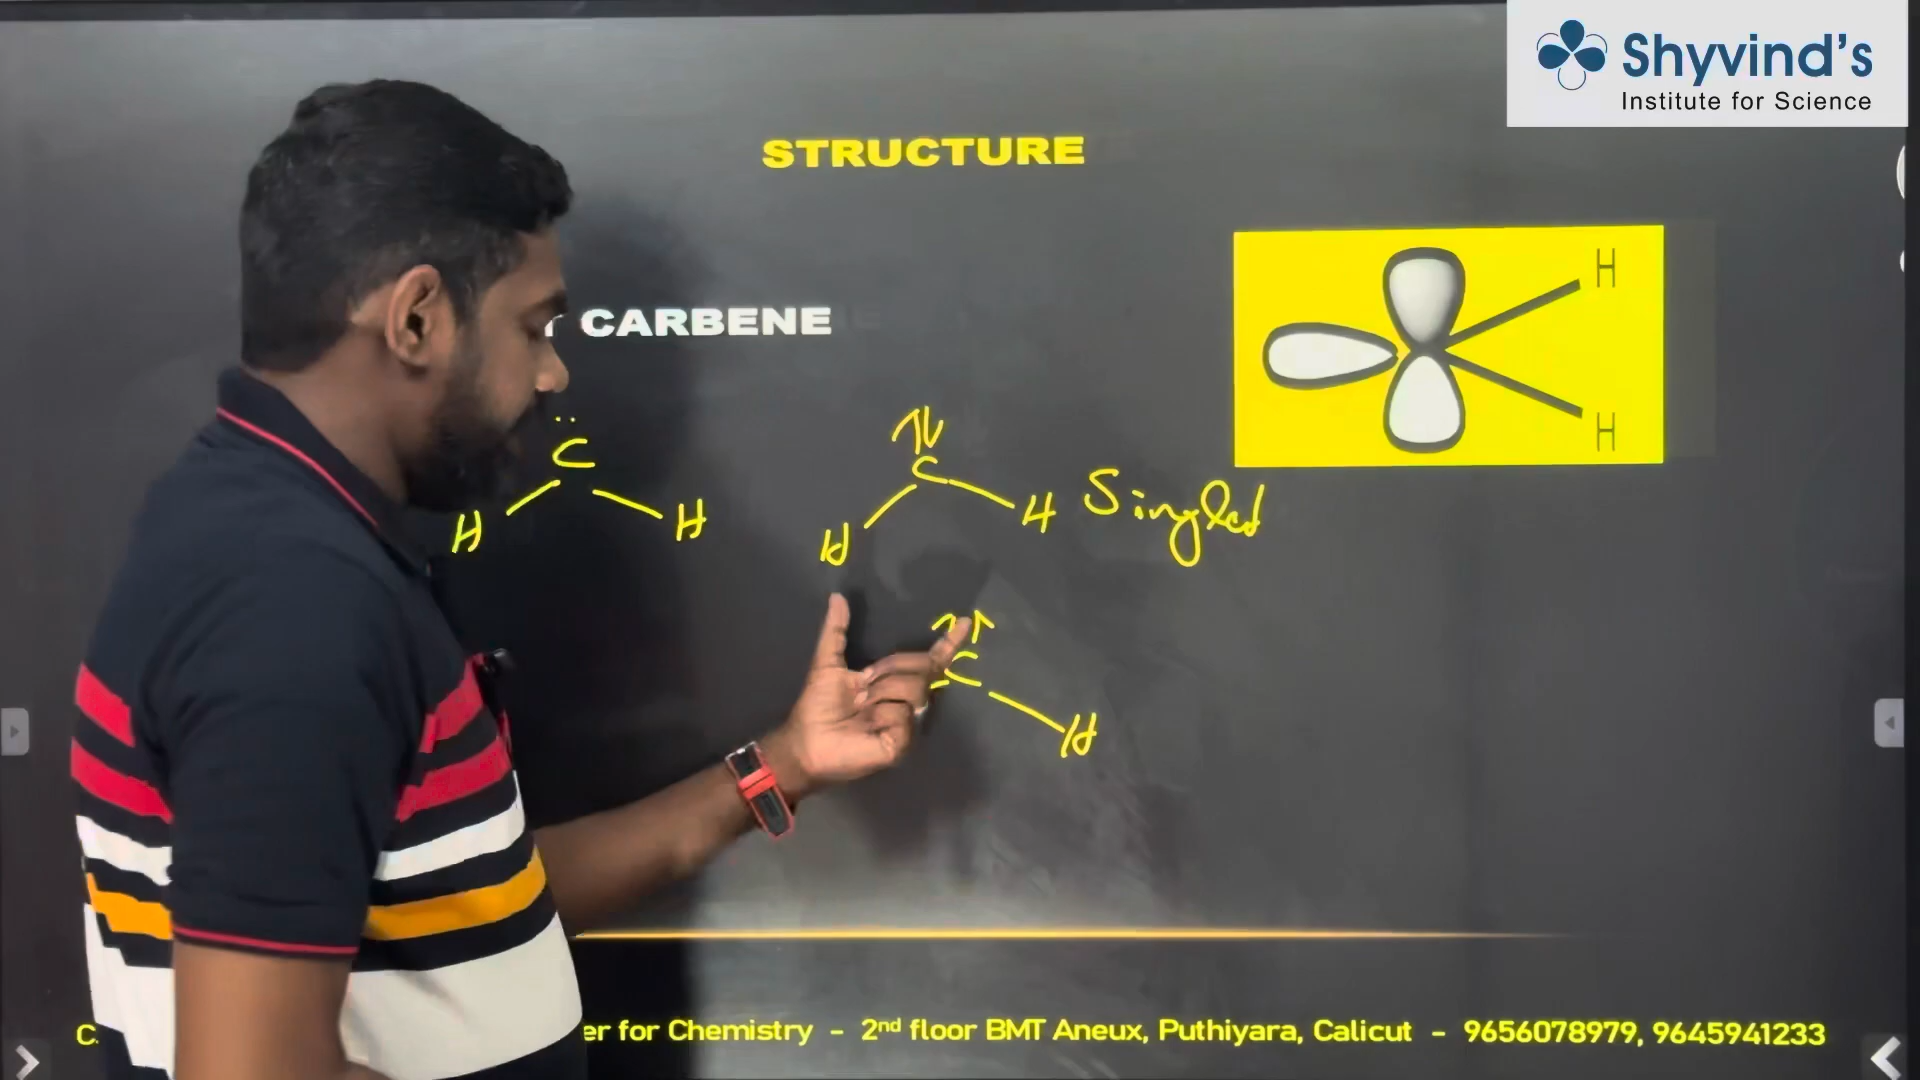 Shyvind's
Institute for Science
STRUCTURE
H
CARBENE
H
C
H
H
C
H
H
Singlet
C
H
C. er for Chemistry - 2nd floor BMT Aneux, Puthiyara, Calicut - 9656078979, 9645941233